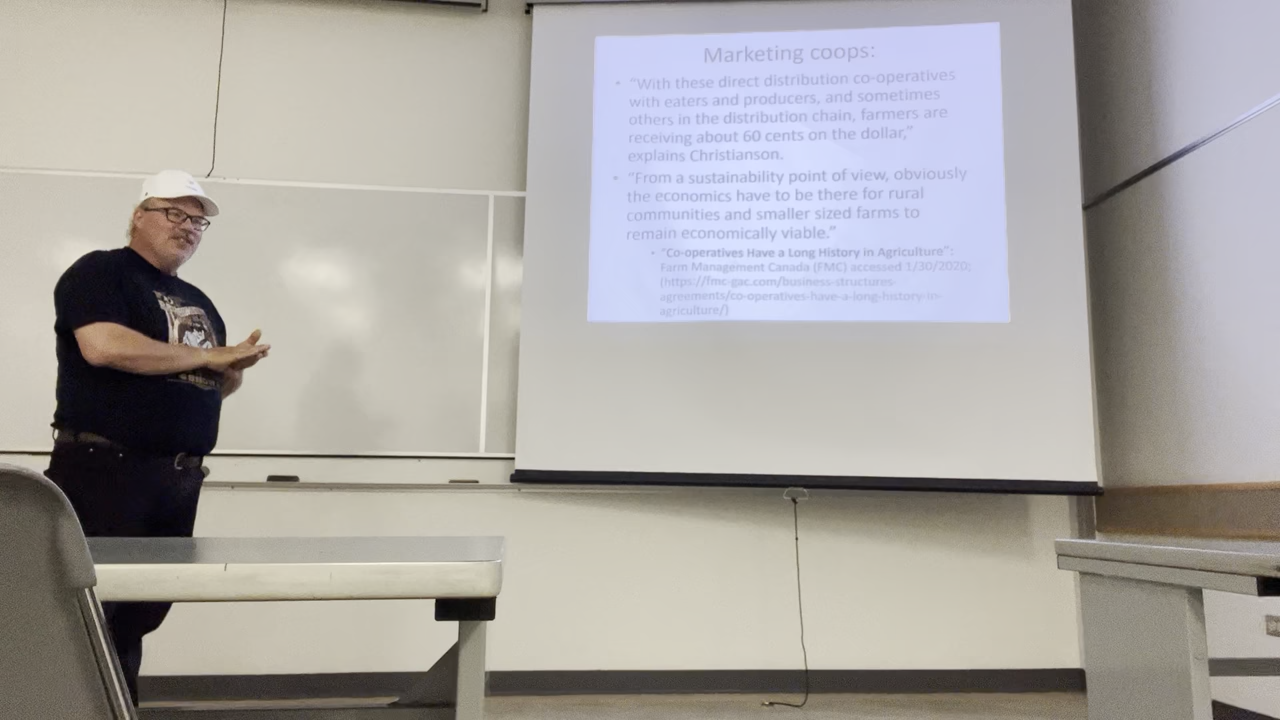 Marketing coops:
• "With these direct distribution co-operatives
with eaters and producers, and sometimes
others in the distribution chain, farmers are
receiving about 60 cents on the dollar,"
explains Christianson.
• "From a sustainability point of view, obviously
the economics have to be there for rural
communities and smaller sized farms to
remain economically viable."
• "Co-operatives Have a Long History in Agriculture":
Farm Management Canada (FMC) accessed 1/30/2020;
(https://fmc-gac.com/business-structures-
agreements/co-operatives-have-a-long-history-in-
agriculture/)